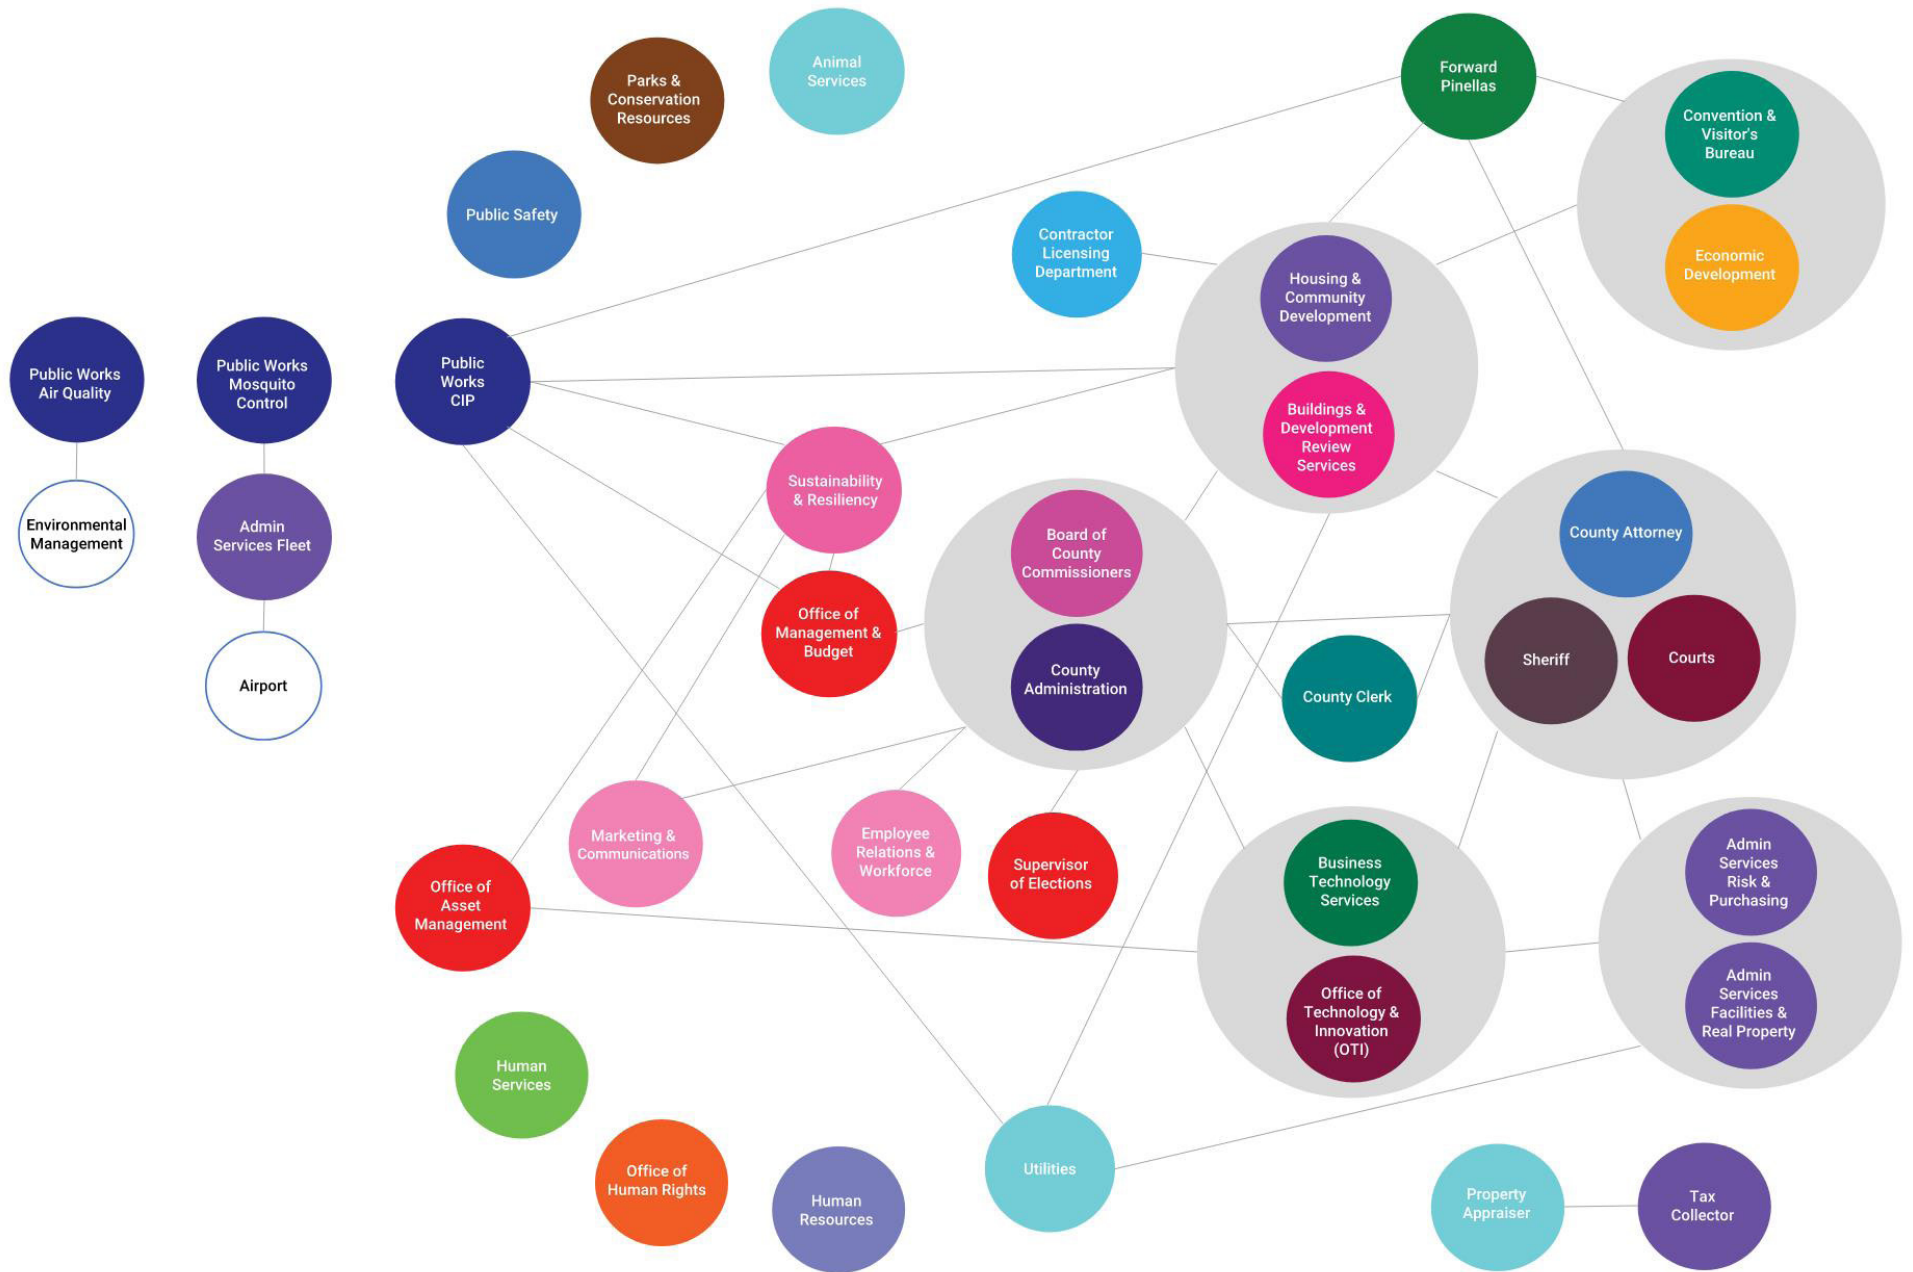 Animal
Services
Parks &
Conservation
Resources
Forward
Pinellas
Convention &
Visitor's
Bureau
Public Safety
Contractor
Licensing
Department
Housing &
Community
Development
Economic
Development
Public Works
Air Quality
Public Works
Mosquito
Control
Public
Works
CIP
Buildings &
Development
Review
Services
Sustainability
& Resiliency
Environmental
Management
Admin
Services Fleet
Board of
County
Commissioners
County Attorney
Office of
Management &
Budget
County
Administration
County Clerk
Sheriff
Courts
Airport
Marketing &
Communications
Employee
Relations &
Workforce
Supervisor
of Elections
Business
Technology
Services
Admin
Services
Risk &
Purchasing
Office of
Asset
Management
Office of
Technology &
Innovation
(OTI)
Admin
Services
Facilities &
Real Property
Human
Services
Office of
Human Rights
Human
Resources
Utilities
Property
Appraiser
Tax
Collector